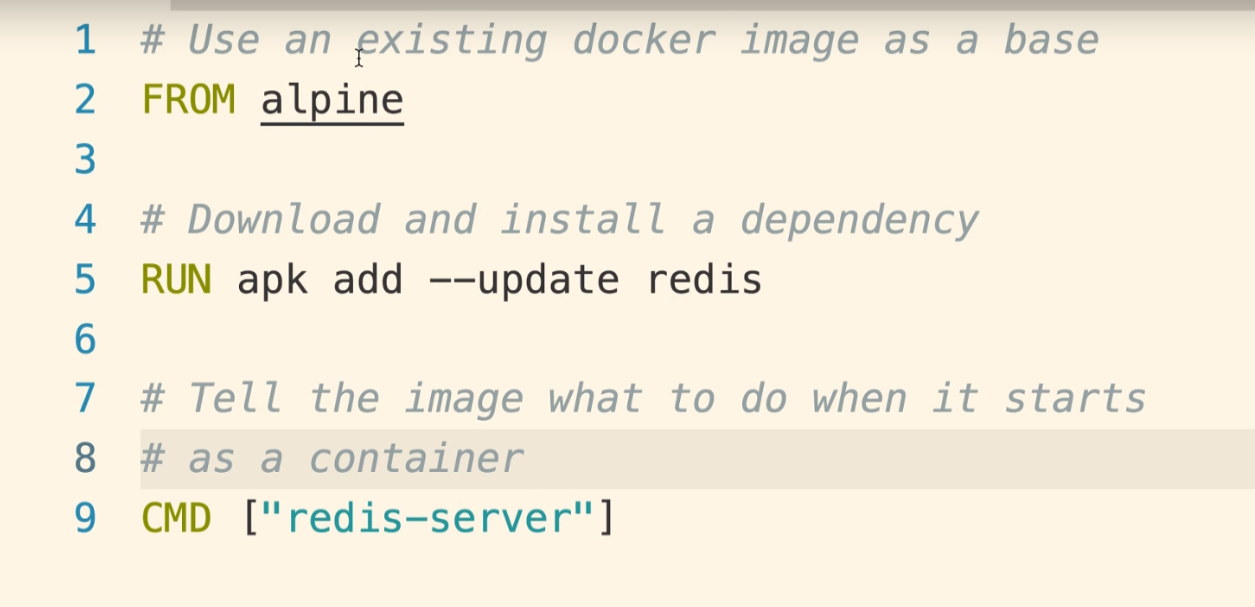 1 # Use an existing docker image as a base
2 FROM alpine
3
4 # Download and install a dependency
5 RUN apk add --update redis
6
7 # Tell the image what to do when it starts
8 # as a container
9 CMD ["redis-server"]